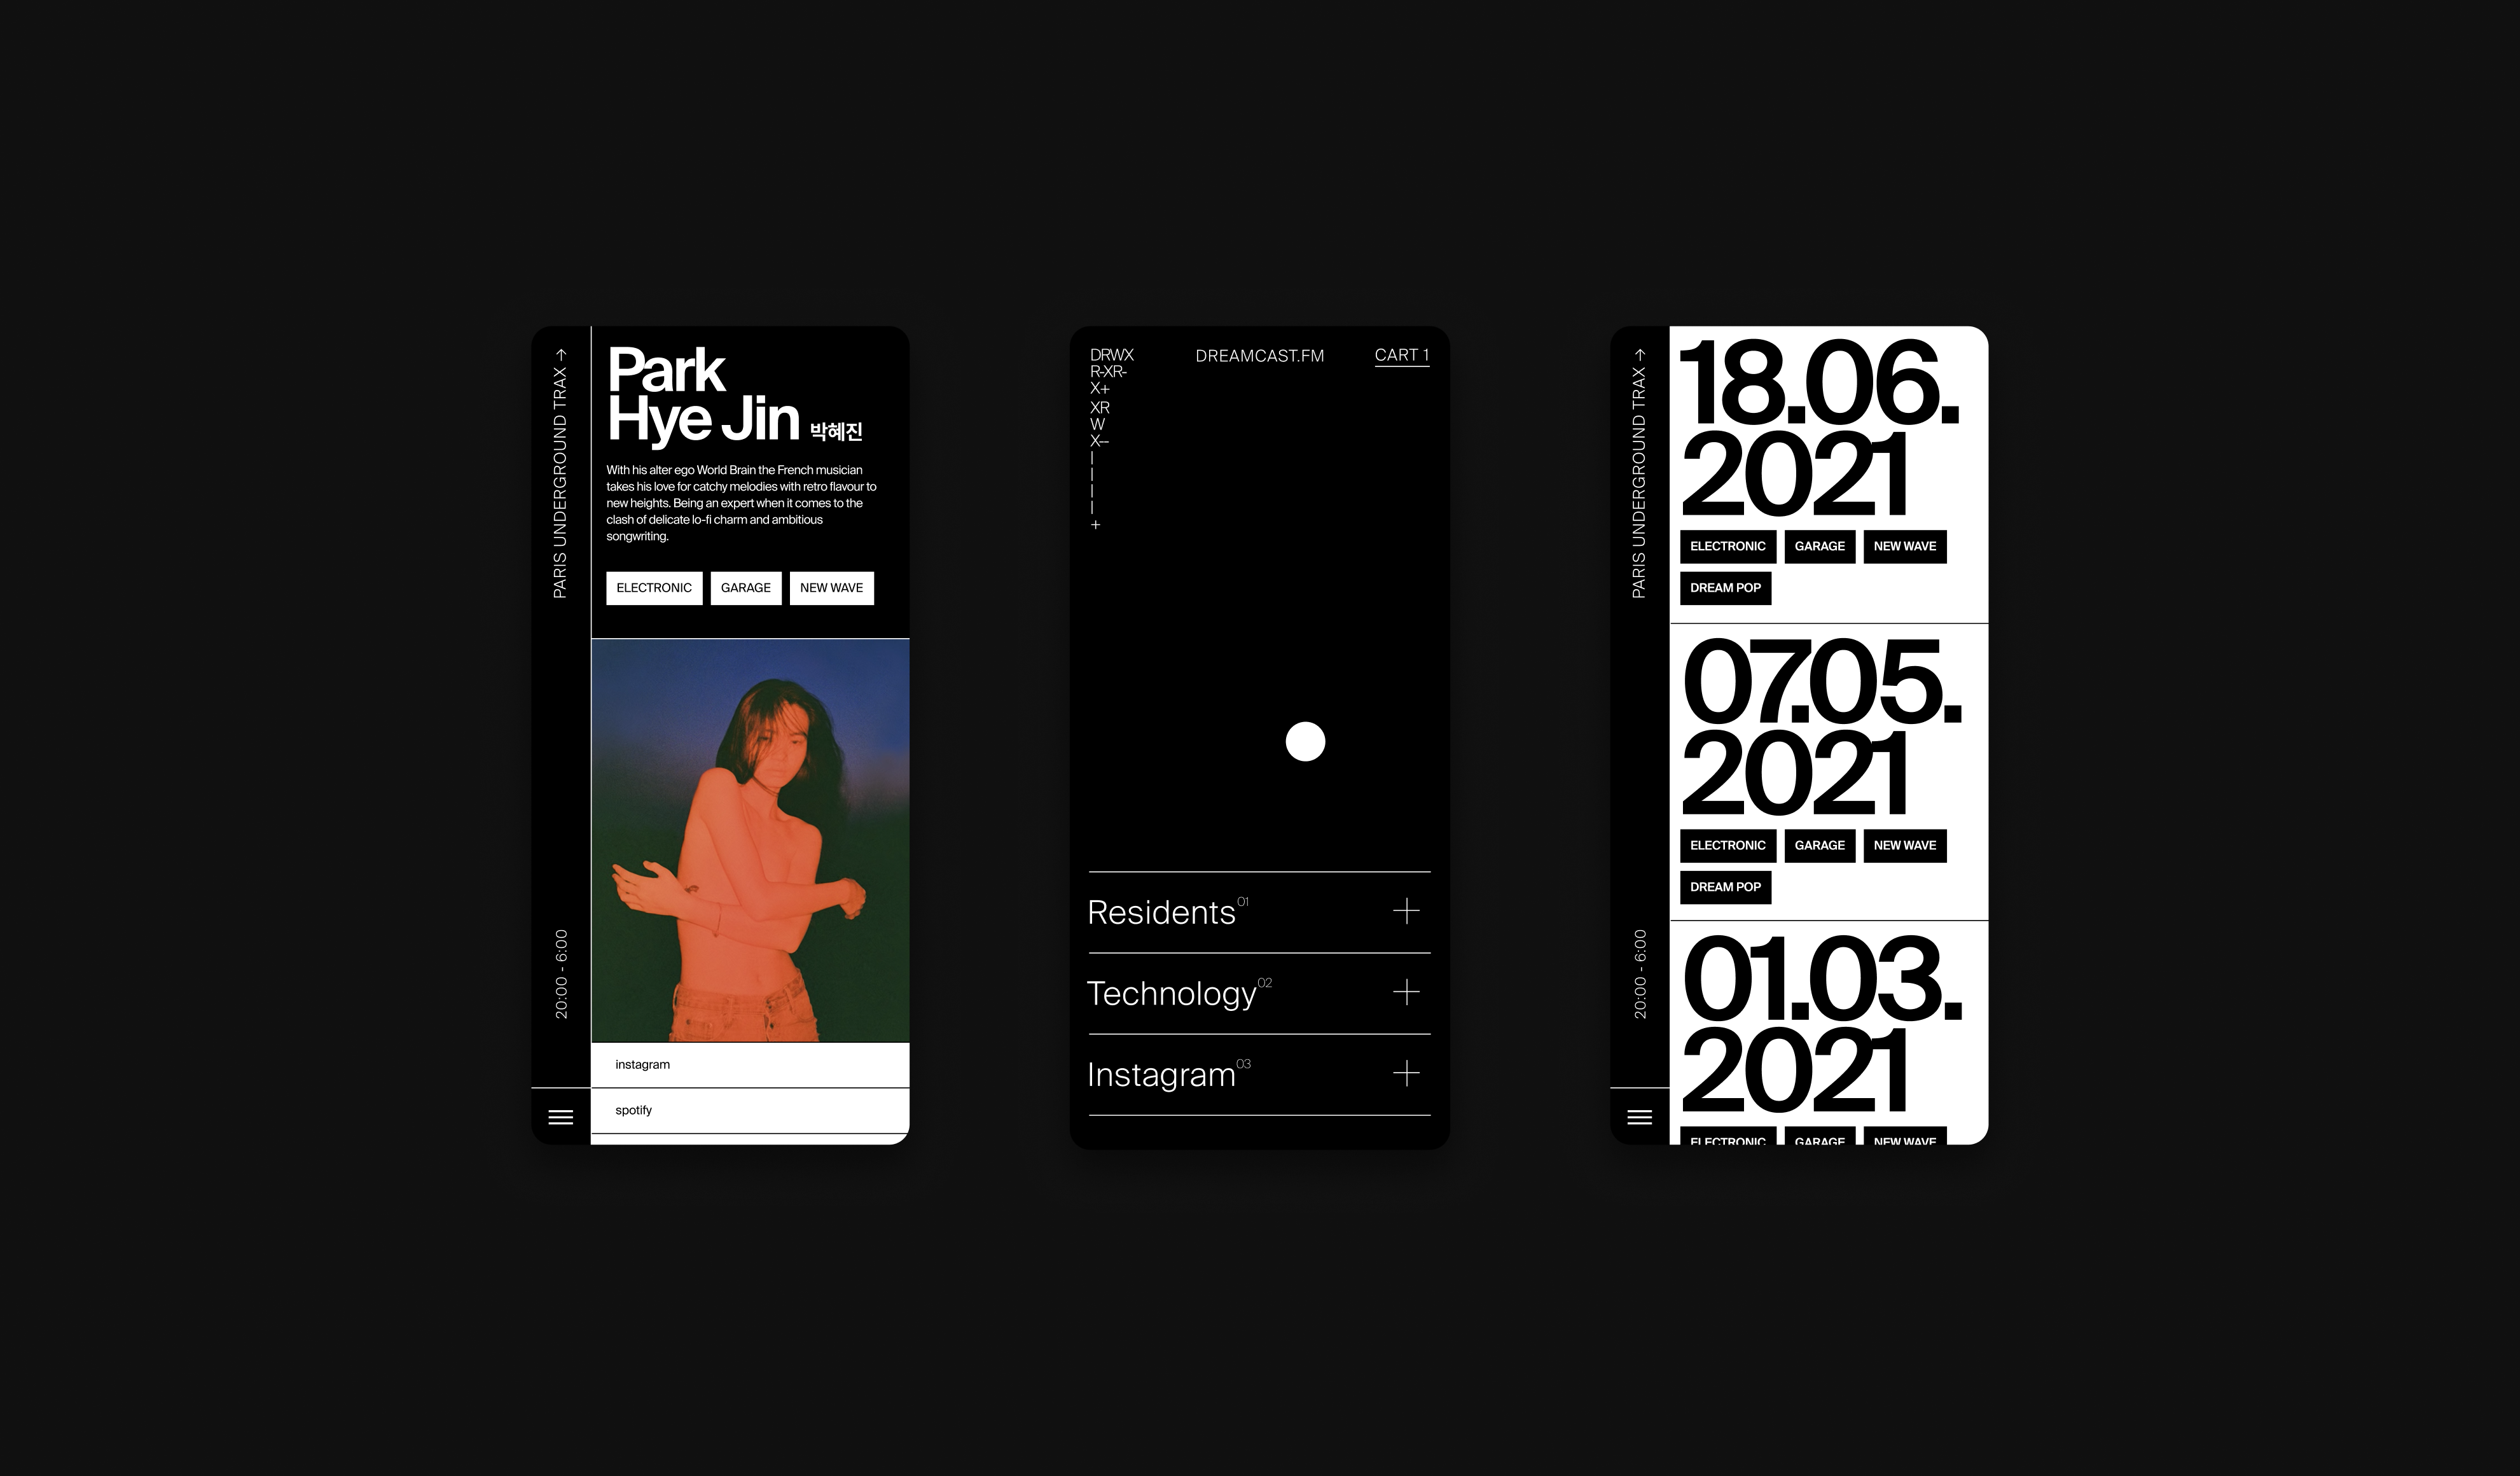 PARIS UNDERGROUND TRAX →
20:00 - 6:00
Park
Hye Jin 박혜진
With his alter ego World Brain the French musician
takes his love for catchy melodies with retro flavour to
new heights. Being an expert when it comes to the
clash of delicate lo-fi charm and ambitious
songwriting.
ELECTRONIC GARAGE NEW WAVE
instagram
spotify
DRWX
R-XR-
X+
XR
W
X—
|
|
|
|
+
DREAMCAST.FM
CART 1
Residents 01 +
Technology 02 +
Instagram 03 +
PARIS UNDERGROUND TRAX →
20:00 - 6:00
18.06.
2021
ELECTRONIC GARAGE NEW WAVE
DREAM POP
07.05.
2021
ELECTRONIC GARAGE NEW WAVE
DREAM POP
01.03.
2021
ELECTRONIC GARAGE NEW WAVE